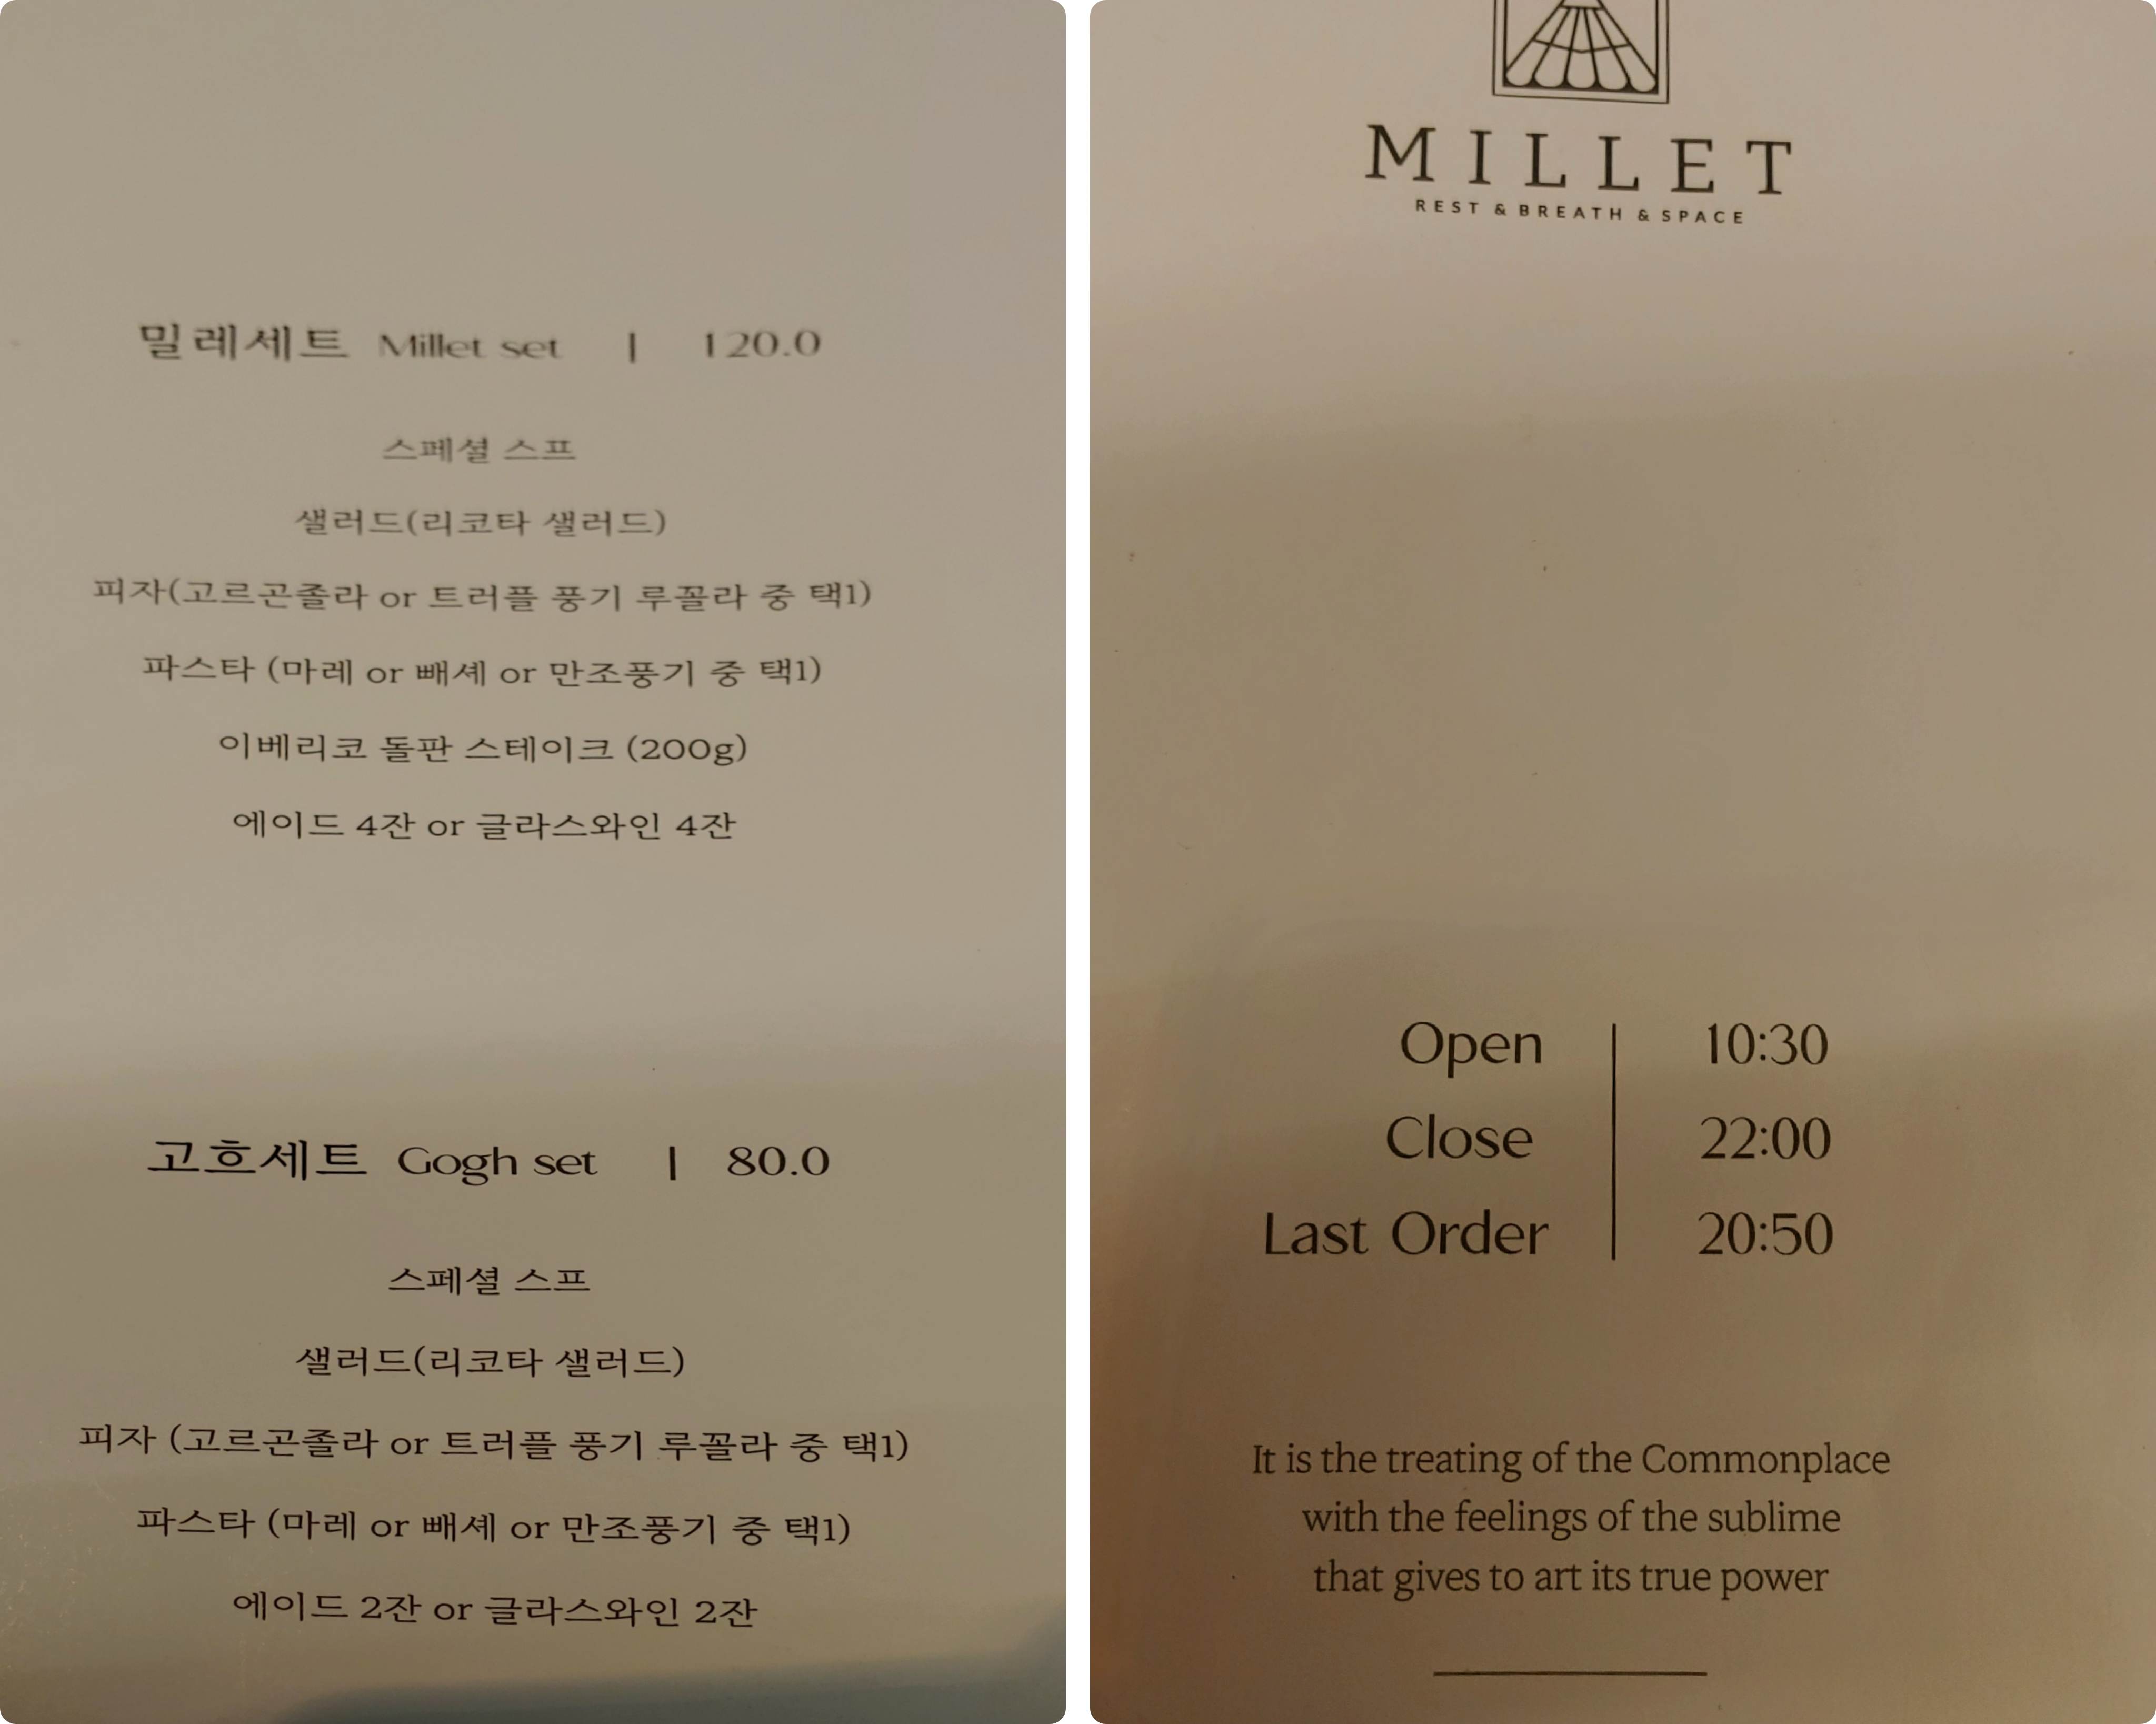 밀레세트 Millet set | 120.0
스페셜 스프
샐러드(리코타 샐러드)
피자(고르곤졸라 or 트러플 풍기 루꼴라 중 택1)
파스타 (마레 or 빼셰 or 만조풍기 중 택1)
이베리코 돌판 스테이크 (200g)
에이드 4잔 or 글라스와인 4잔
고흐세트 Gogh set | 80.0
스페셜 스프
샐러드(리코타 샐러드)
피자 (고르곤졸라 or 트러플 풍기 루꼴라 중 택1)
파스타 (마레 or 빼셰 or 만조풍기 중 택1)
에이드 2잔 or 글라스와인 2잔
MILLET
REST & BREATH & SPACE
Open | 10:30
Close | 22:00
Last Order | 20:50
It is the treating of the Commonplace
with the feelings of the sublime
that gives to art its true power